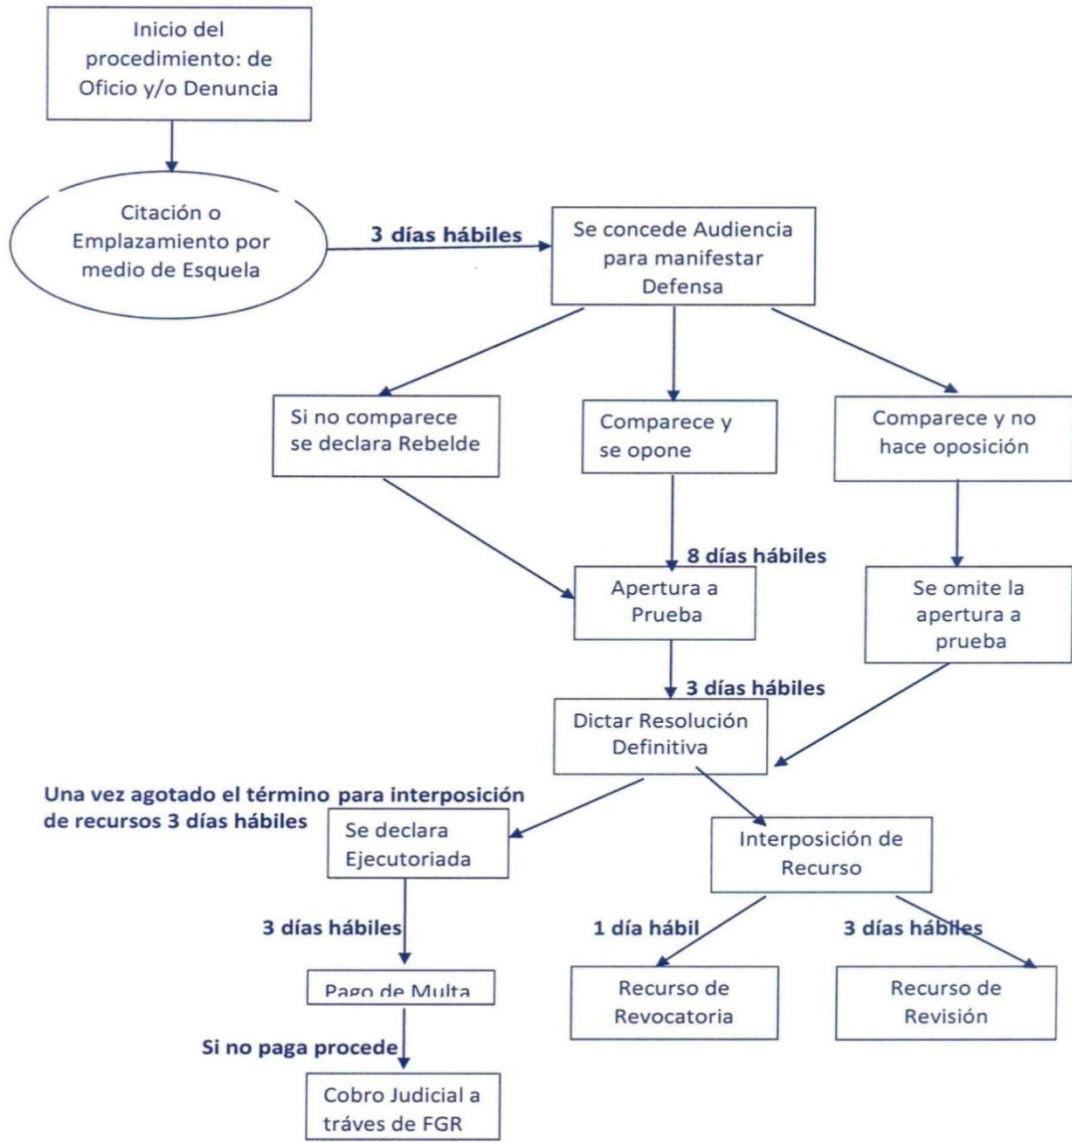 Inicio del
procedimiento: de
Oficio y/o Denuncia
Citación o
Emplazamiento por
medio de Esquela
3 días hábiles
Se concede Audiencia
para manifestar
Defensa
Si no comparece
se declara Rebelde
Comparece y
se opone
Comparece y no
hace oposición
8 días hábiles
Apertura a
Prueba
Se omite la
apertura a
prueba
3 días hábiles
Dictar Resolución
Definitiva
Una vez agotado el término para interposición
de recursos 3 días hábiles
Se declara
Ejecutoriada
Interposición de
Recurso
3 días hábiles
1 día hábil
3 días hábiles
Pago de Multa
Recurso de
Revocatoria
Recurso de
Revisión
Si no paga procede
Cobro Judicial a
tráves de FGR